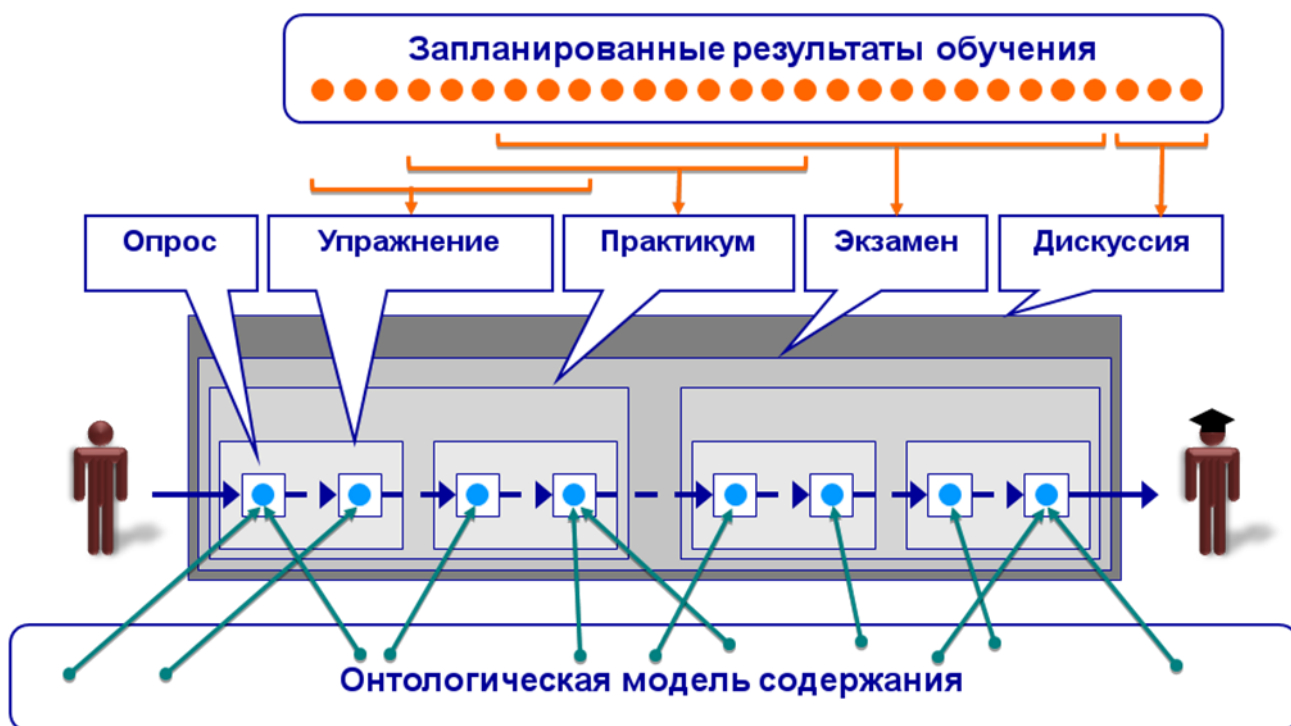 Запланированные результаты обучения
Опрос
Упражнение
Практикум
Экзамен
Дискуссия
Онтологическая модель содержания